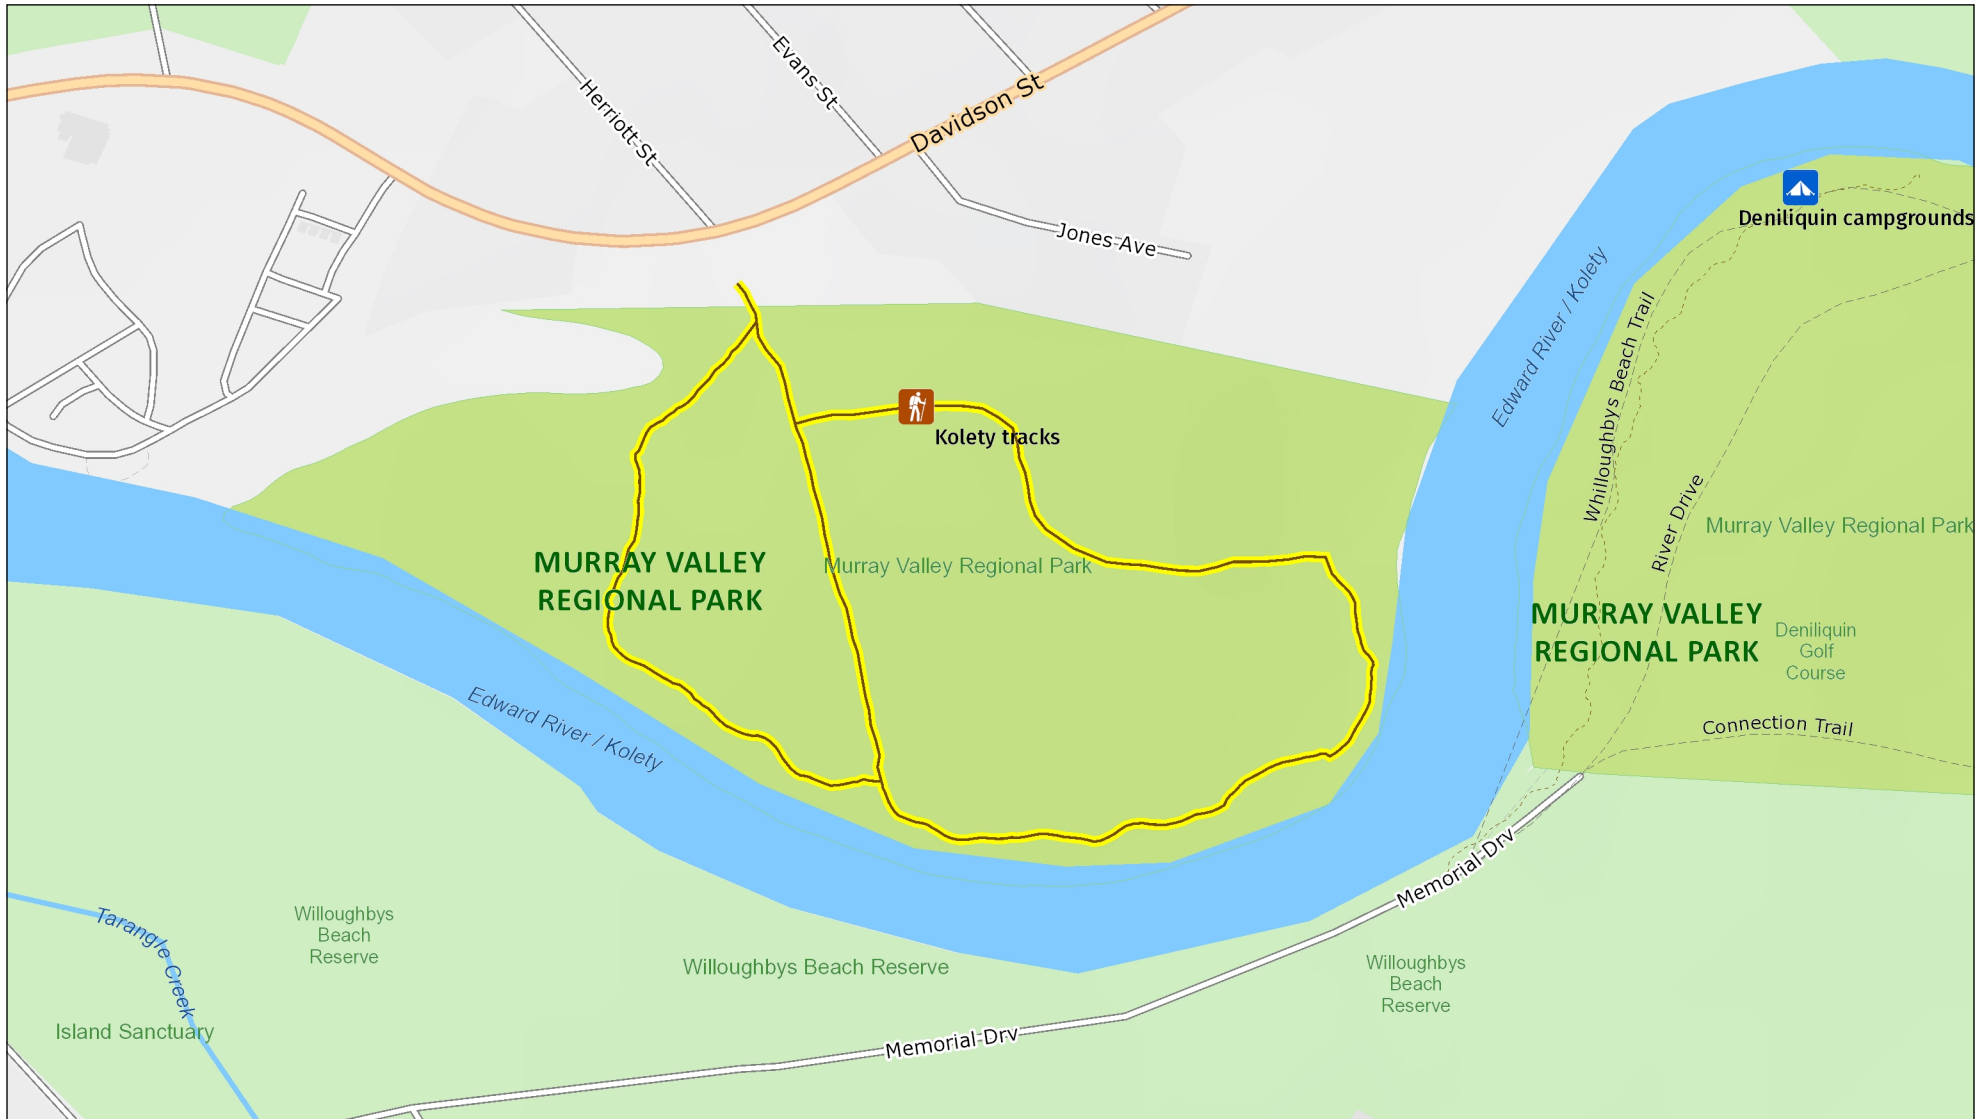 Evans St
Herriott St
Davidson St
Jones Ave
Deniliquin campgrounds
Edward River / Kolety
Whilloughbys Beach Trail
Kolety tracks
River Drive
Murray Valley Regional Park
MURRAY VALLEY
REGIONAL PARK
Murray Valley Regional Park
MURRAY VALLEY
REGIONAL PARK
Deniliquin
Golf
Course
Edward River / Kolety
Connection Trail
Memorial Drv
Tarangle Creek
Willoughbys
Beach
Reserve
Willoughbys Beach Reserve
Willoughbys
Beach
Reserve
Island Sanctuary
Memorial Drv